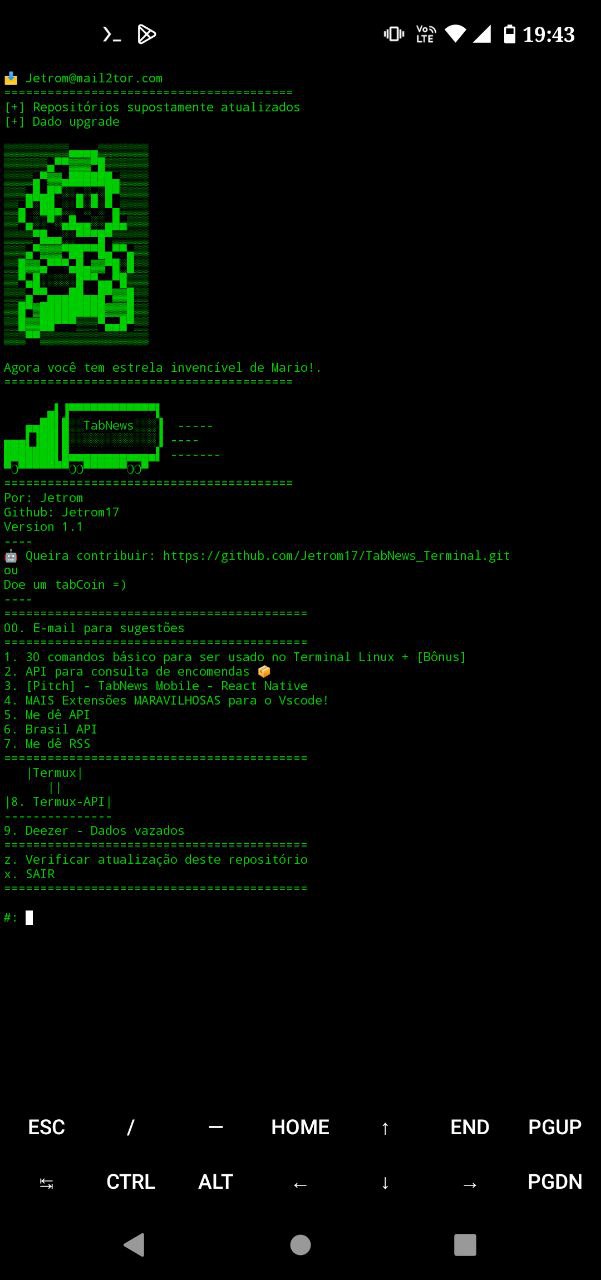 Vo LTE 19:43
📩 Jetrom@mail2tor.com
========================================
[+] Repositórios supostamente atualizados
[+] Dado upgrade
Agora você tem estrela invencível de Mario!.
========================================
TabNews -----
----
-------
========================================
Por: Jetrom
Github: Jetrom17
Version 1.1
----
🤖 Queira contribuir: https://github.com/Jetrom17/TabNews_Terminal.git
ou
Doe um tabCoin =)
----
==========================================
00. E-mail para sugestões
==========================================
1. 30 comandos básico para ser usado no Terminal Linux + [Bônus]
2. API para consulta de encomendas 📦
3. [Pitch] - TabNews Mobile - React Native
4. MAIS Extensões MARAVILHOSAS para o Vscode!
5. Me dê API
6. Brasil API
7. Me dê RSS
==========================================
|Termux|
||
|8. Termux-API|
---------------
9. Deezer - Dados vazados
==========================================
z. Verificar atualização deste repositório
x. SAIR
==========================================
#:
ESC / — HOME ↑ END PGUP
↹ CTRL ALT ← ↓ → PGDN